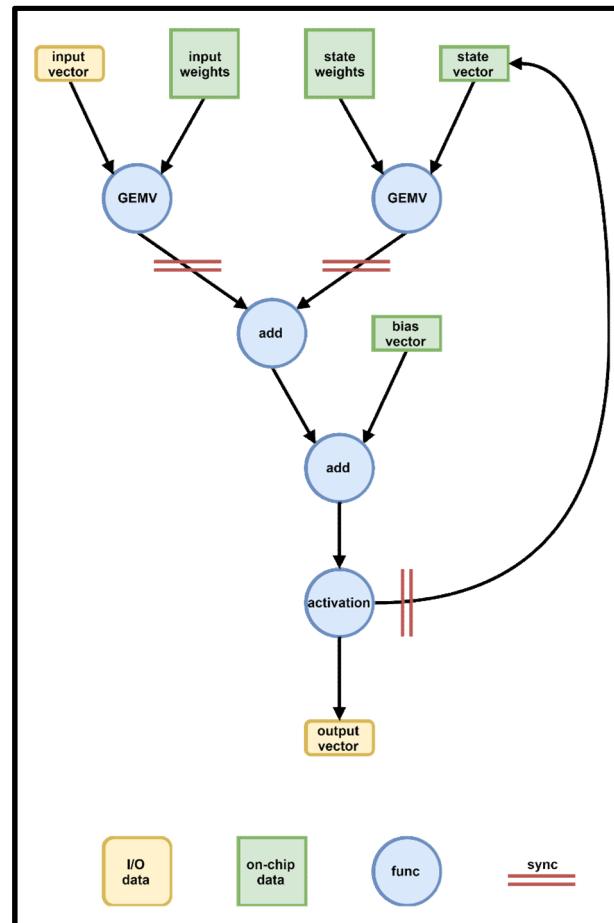 input
vector
input
weights
state
weights
state
vector
GEMV
GEMV
add
bias
vector
add
activation
output
vector
I/O
data
on-chip
data
func
sync